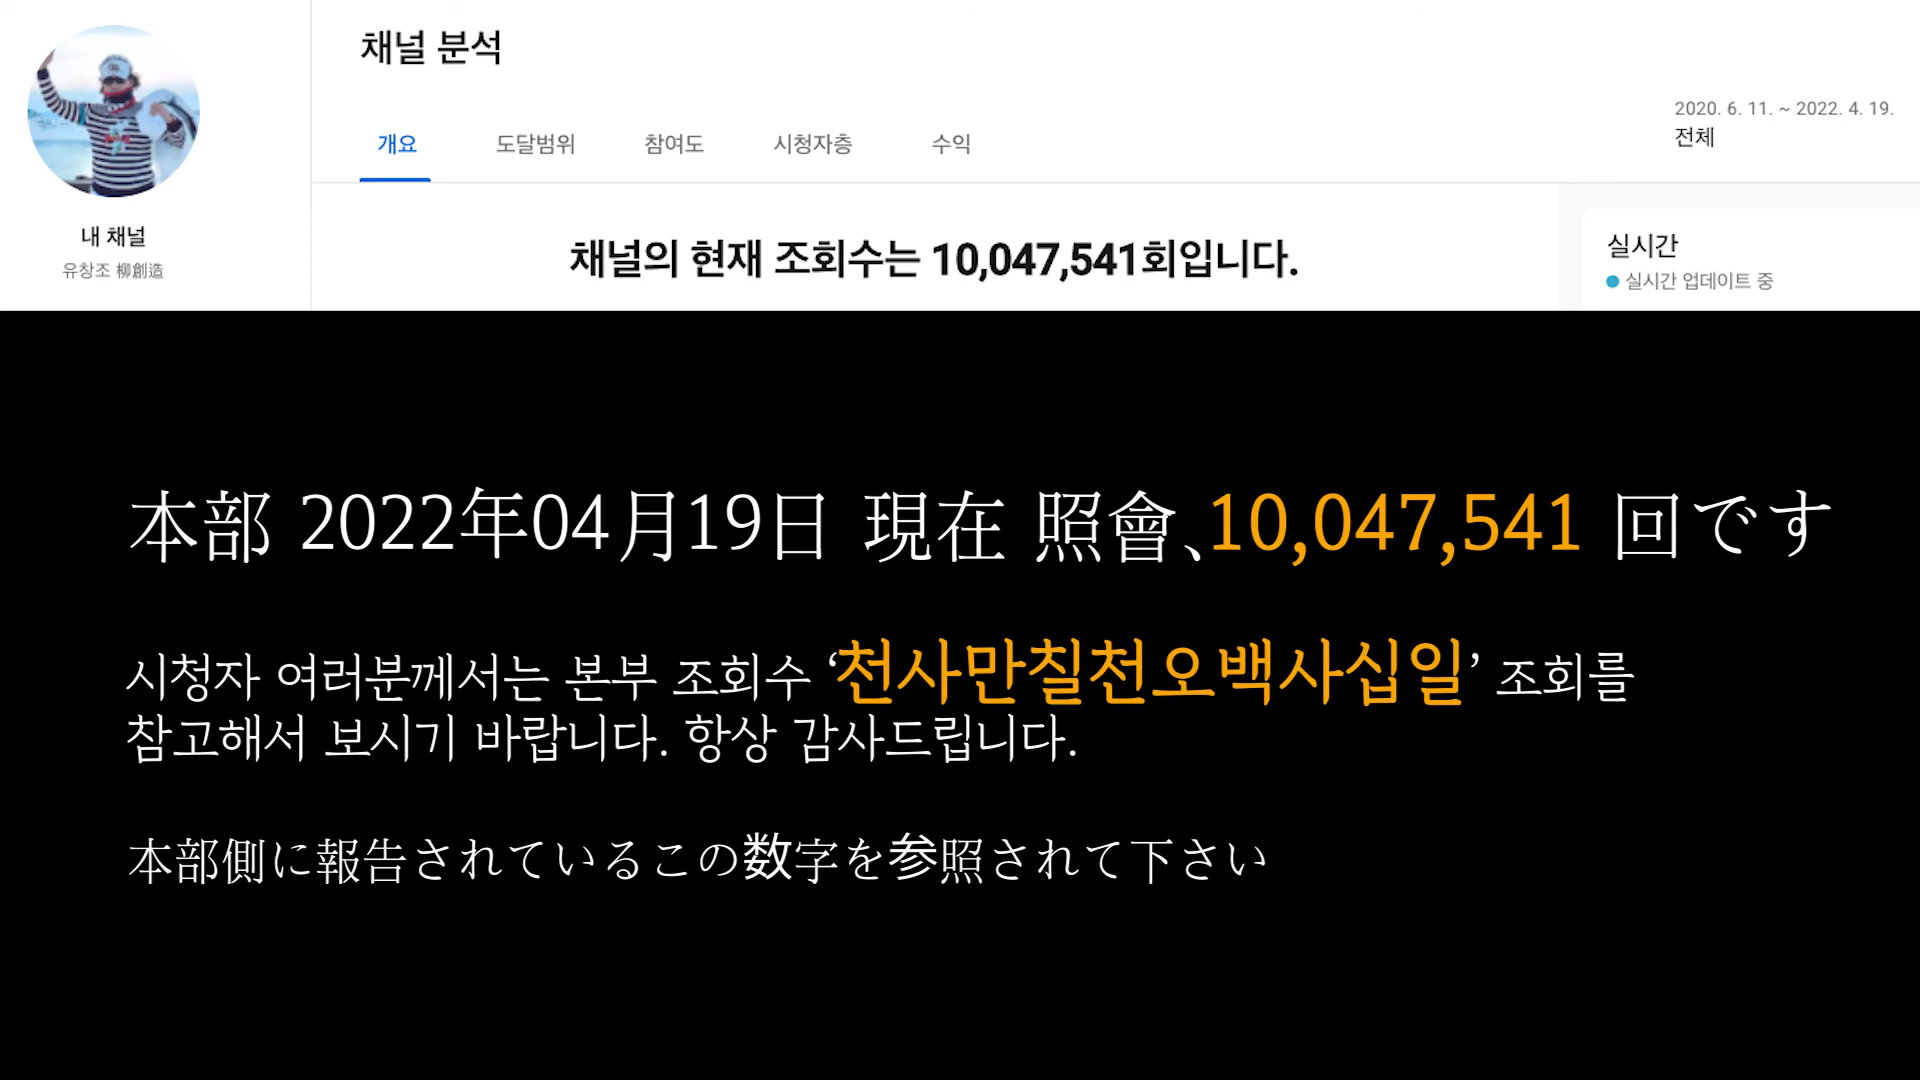 채널 분석
2020. 6. 11. ~ 2022. 4. 19.
전체
개요 도달범위 참여도 시청자층 수익
내 채널
유창조 柳創造
채널의 현재 조회수는 10,047,541회입니다.
실시간
실시간 업데이트 중
本部 2022年04月19日 現在 照會、10,047,541 回です
시청자 여러분께서는 본부 조회수 ‘천사만칠천오백사십일’ 조회를
참고해서 보시기 바랍니다. 항상 감사드립니다.
本部側に報告されているこの数字を参照されて下さい